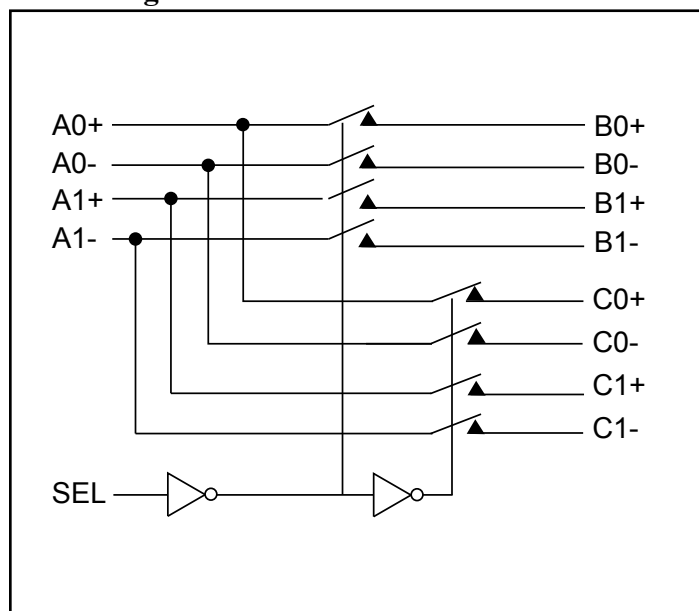 A0+
B0+
A0-
B0-
A1+
B1+
A1-
B1-
C0+
C0-
C1+
C1-
SEL